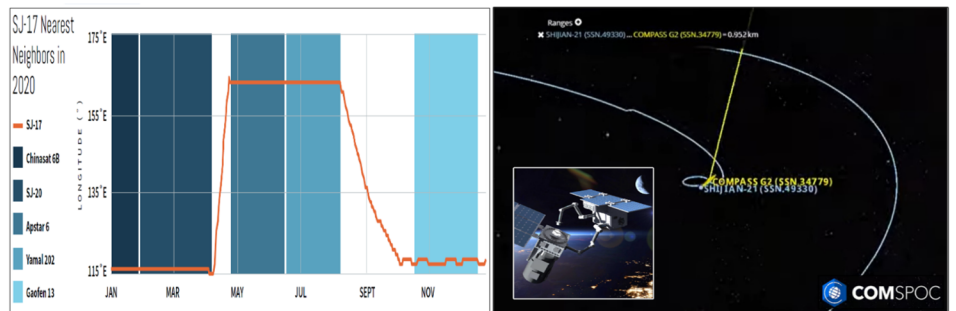 SJ-17 Nearest
Neighbors in
2020
SJ-17
Chinasat 6B
SJ-20
Apstar 6
Yamal 202
Gaofen 13
LONGITUDE (°)
175°E
155°E
135°E
115°E
JAN
MAR
MAY
JUL
SEPT
NOV
Ranges
SHIJIAN-21 (SSN.49330) ... COMPASS G2 (SSN.34779) = 0.952 km
COMPASS G2 (SSN.34779)
SHIJIAN-21 (SSN.49330)
COMSPOC